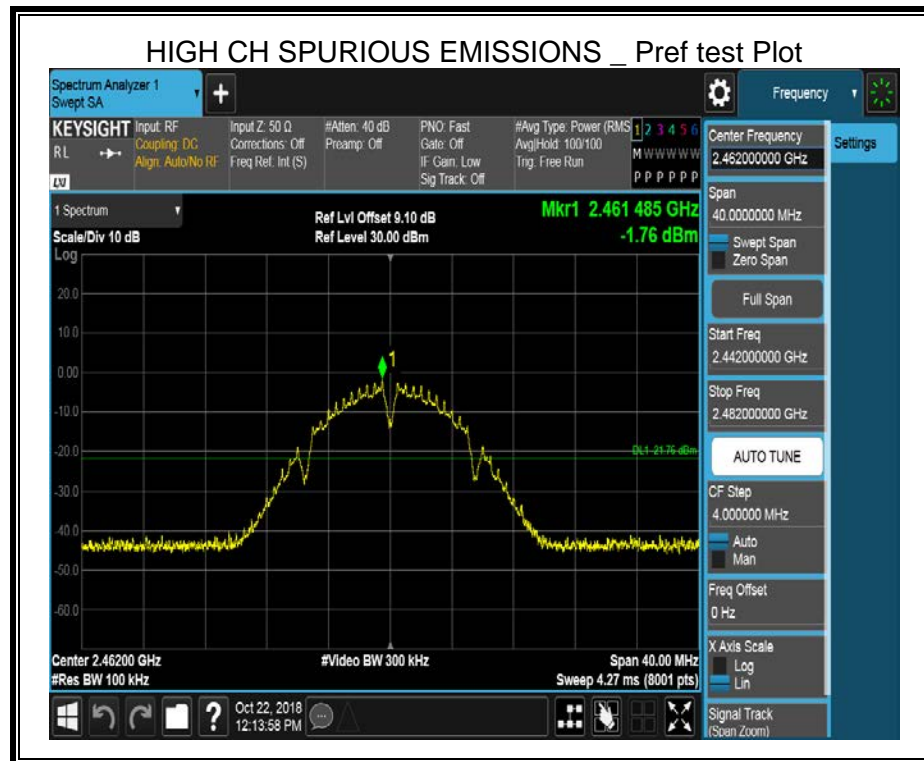 HIGH CH SPURIOUS EMISSIONS _ Pref test Plot
Spectrum Analyzer 1
Swept SA
+
Frequency
KEYSIGHT
RL
LXI
Input: RF
Coupling: DC
Align: Auto/No RF
Input Z: 50 Ω
Corrections: Off
Freq Ref: Int (S)
#Atten: 40 dB
Preamp: Off
PNO: Fast
Gate: Off
IF Gain: Low
Sig Track: Off
#Avg Type: Power (RMS
Avg|Hold: 100/100
Trig: Free Run
1 2 3 4 5 6
M W W W W W
P P P P P P
1 Spectrum
Scale/Div 10 dB
Log
Ref Lvl Offset 9.10 dB
Ref Level 30.00 dBm
Mkr1 2.461 485 GHz
-1.76 dBm
20.0
10.0
0.00
-10.0
-20.0
-30.0
-40.0
-50.0
-60.0
1
DL1 -21.76 dBm
Center 2.46200 GHz
#Res BW 100 kHz
#Video BW 300 kHz
Span 40.00 MHz
Sweep 4.27 ms (8001 pts)
Center Frequency
2.462000000 GHz
Settings
Span
40.0000000 MHz
Swept Span
Zero Span
Full Span
Start Freq
2.442000000 GHz
Stop Freq
2.482000000 GHz
AUTO TUNE
CF Step
4.000000 MHz
Auto
Man
Freq Offset
0 Hz
X Axis Scale
Log
Lin
Signal Track
(Span Zoom)
?
Oct 22, 2018
12:13:58 PM